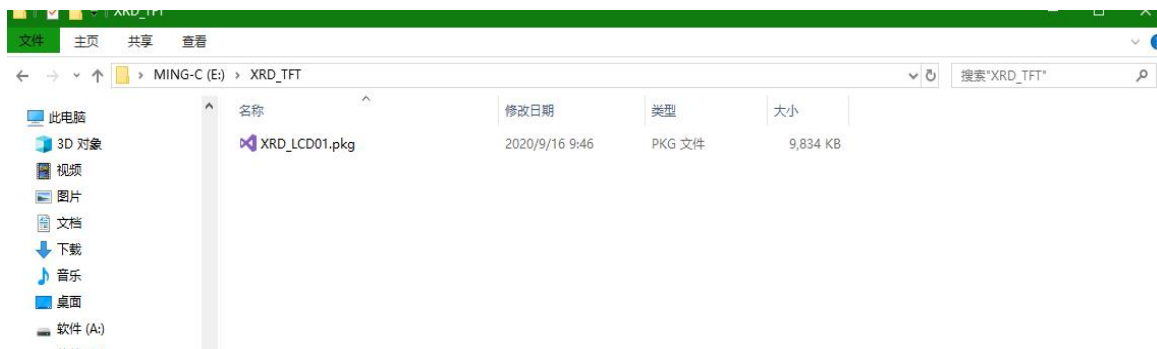 XRD_TFT
文件 主页 共享 查看
MING-C (E:) > XRD_TFT 搜索"XRD_TFT"
名称 修改日期 类型 大小
XRD_LCD01.pkg 2020/9/16 9:46 PKG 文件 9,834 KB
此电脑
3D 对象
视频
图片
文档
下载
音乐
桌面
软件 (A:)